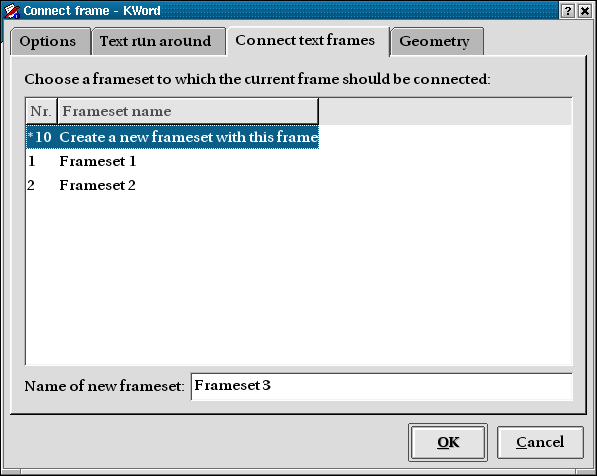 Connect frame - KWord
Options Text run around Connect text frames Geometry
Choose a frameset to which the current frame should be connected:
Nr. Frameset name
*10 Create a new frameset with this frame
1 Frameset 1
2 Frameset 2
Name of new frameset: Frameset 3
OK Cancel